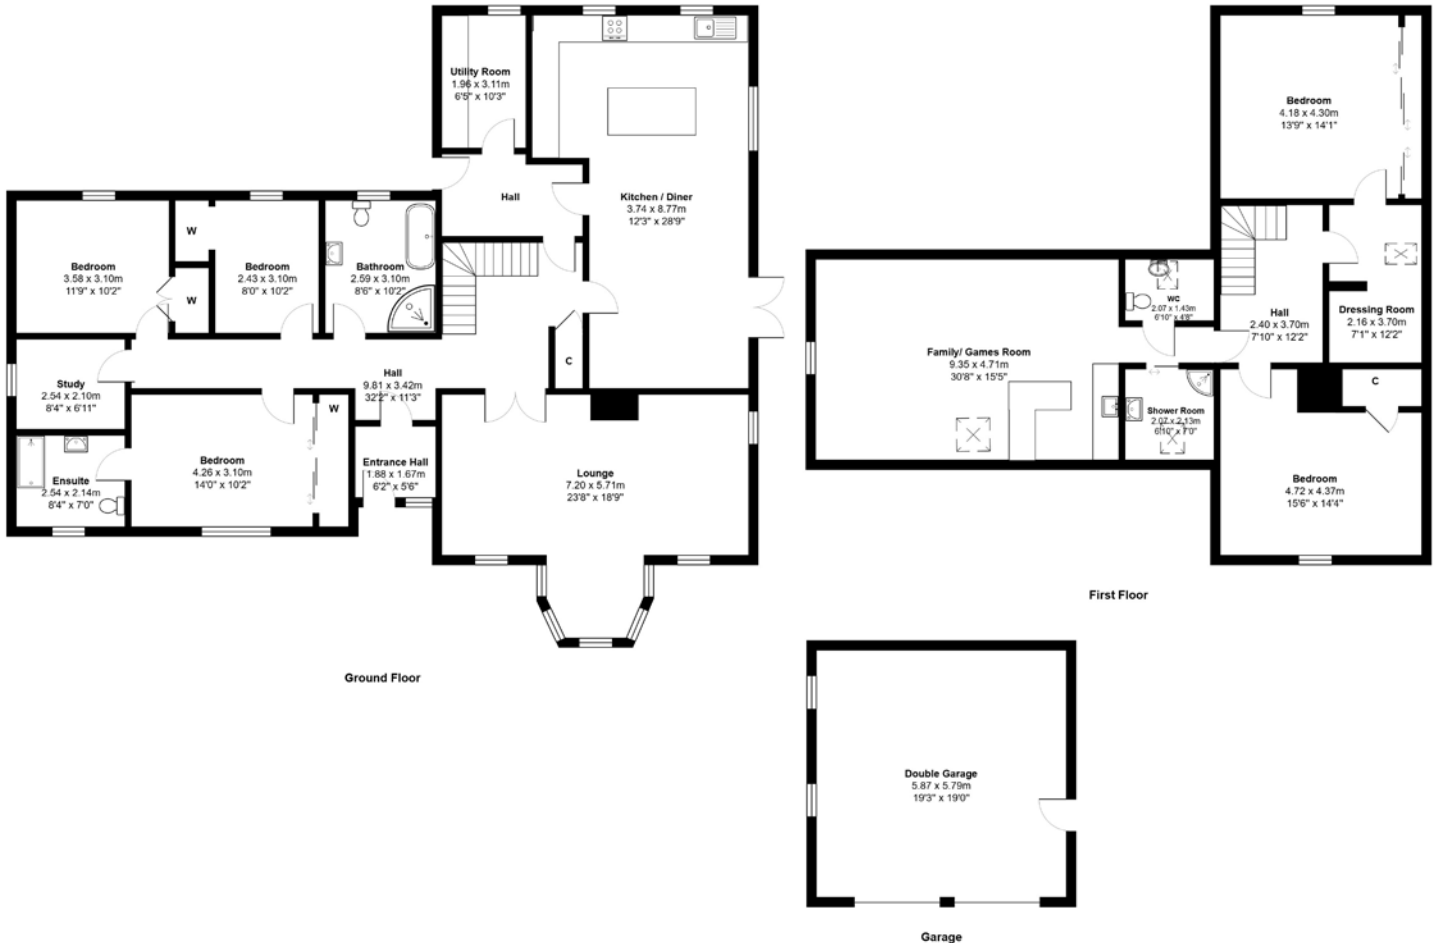 Utility Room
1.96 x 3.11m
6'5" x 10'3"
Hall
Kitchen / Diner
3.74 x 8.77m
12'3" x 28'9"
Bedroom
3.58 x 3.10m
11'9" x 10'2"
W
W
Bedroom
2.43 x 3.10m
8'0" x 10'2"
Bathroom
2.59 x 3.10m
8'6" x 10'2"
Study
2.54 x 2.10m
8'4" x 6'11"
Hall
9.81 x 3.42m
32'2" x 11'3"
C
W
Ensuite
2.54 x 2.14m
8'4" x 7'0"
Bedroom
4.26 x 3.10m
14'0" x 10'2"
Entrance Hall
1.88 x 1.67m
6'2" x 5'6"
Lounge
7.20 x 5.71m
23'8" x 18'9"
Ground Floor
Bedroom
4.18 x 4.30m
13'9" x 14'1"
WC
2.07 x 1.43m
6'10" x 4'8"
Hall
2.40 x 3.70m
7'10" x 12'2"
Dressing Room
2.16 x 3.70m
7'1" x 12'2"
Family/ Games Room
9.35 x 4.71m
30'8" x 15'5"
Shower Room
2.07 x 2.13m
6'10" x 7'0"
C
Bedroom
4.72 x 4.37m
15'6" x 14'4"
First Floor
Double Garage
5.87 x 5.79m
19'3" x 19'0"
Garage